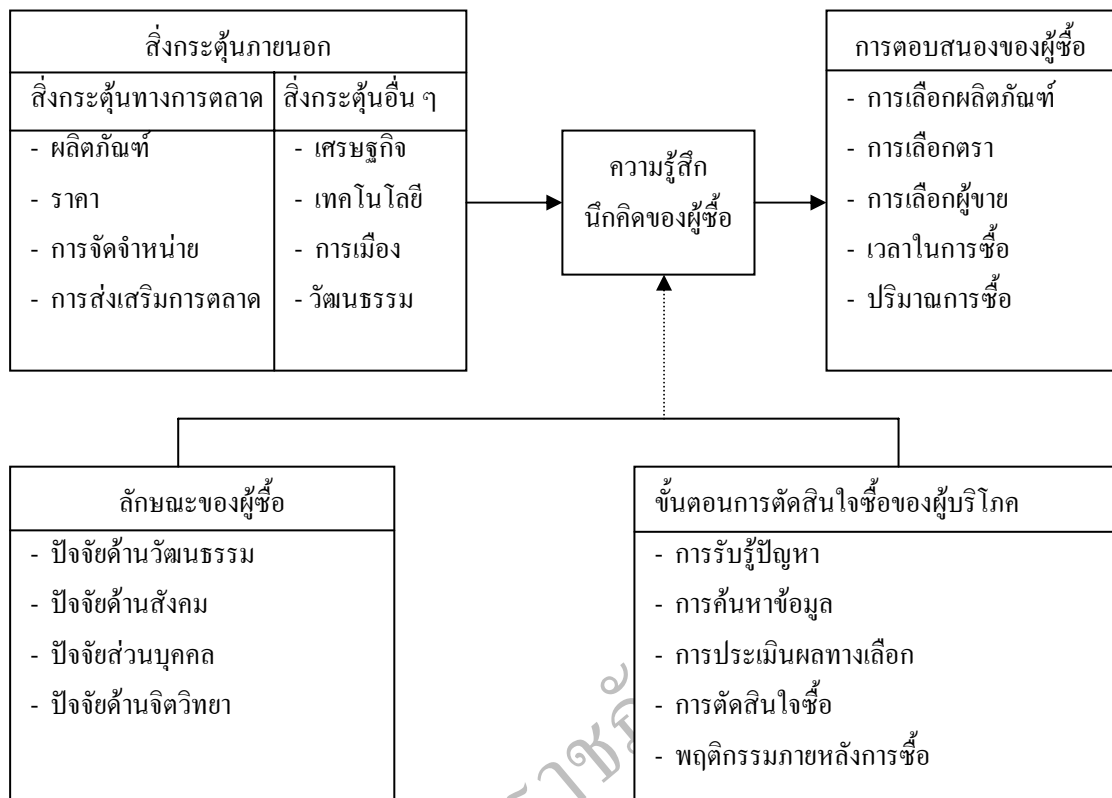 สิ่งกระตุ้นภายนอก
สิ่งกระตุ้นทางการตลาด
- ผลิตภัณฑ์
- ราคา
- การจัดจำหน่าย
- การส่งเสริมการตลาด
สิ่งกระตุ้นอื่น ๆ
- เศรษฐกิจ
- เทคโนโลยี
- การเมือง
- วัฒนธรรม
ความรู้สึก
นึกคิดของผู้ซื้อ
การตอบสนองของผู้ซื้อ
- การเลือกผลิตภัณฑ์
- การเลือกตรา
- การเลือกผู้ขาย
- เวลาในการซื้อ
- ปริมาณการซื้อ
ลักษณะของผู้ซื้อ
- ปัจจัยด้านวัฒนธรรม
- ปัจจัยด้านสังคม
- ปัจจัยส่วนบุคคล
- ปัจจัยด้านจิตวิทยา
ขั้นตอนการตัดสินใจซื้อของผู้บริโภค
- การรับรู้ปัญหา
- การค้นหาข้อมูล
- การประเมินผลทางเลือก
- การตัดสินใจซื้อ
- พฤติกรรมภายหลังการซื้อ